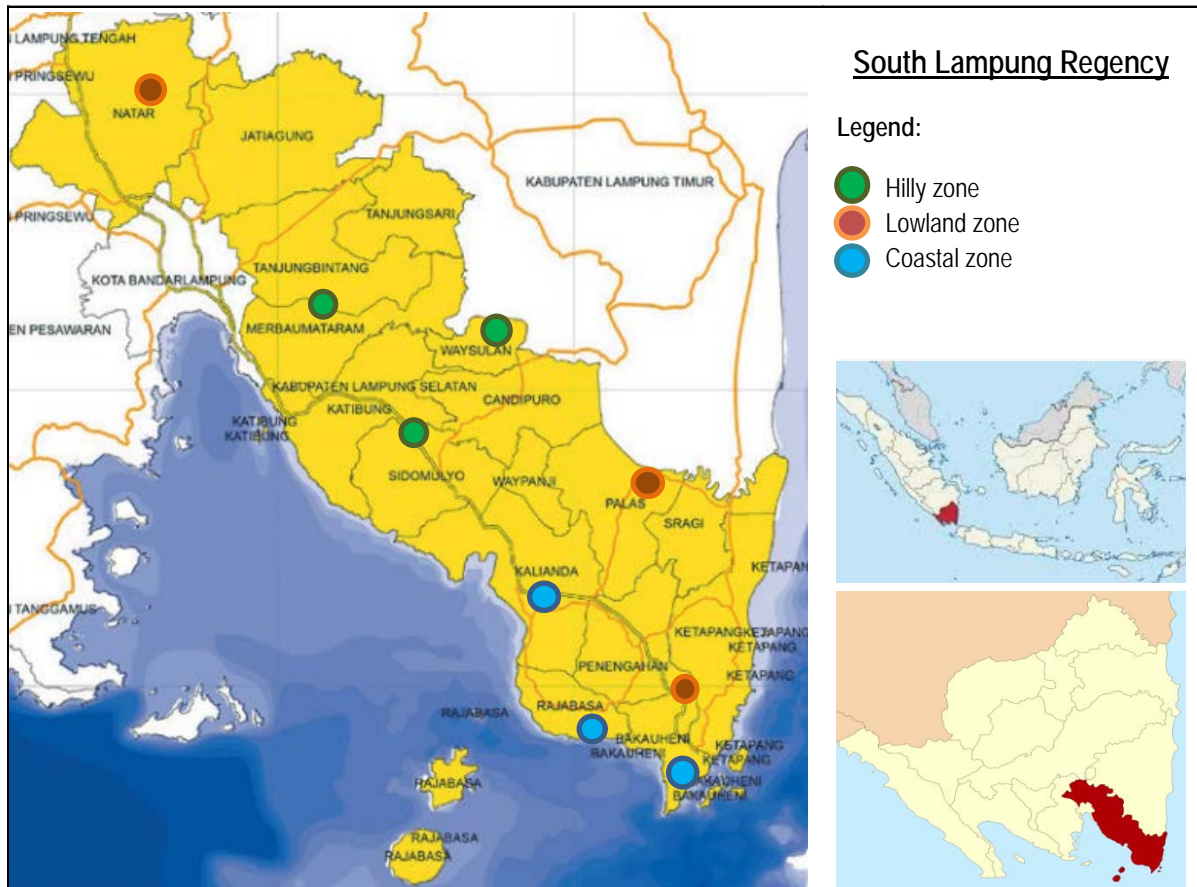 N LAMPUNG TENGAH
PRINGSEWU
NATAR
JATIAGUNG
KABUPATEN LAMPUNG TIMUR
PRINGSEWU
TANJUNGSARI
TANJUNGBINTANG
KOTA BANDARLAMPUNG
EN PESAWARAN
MERBAUMATARAM
WAYSULAN
KABUPATEN LAMPUNG SELATAN
CANDIPURO
KATIBUNG
KATIBUNG
KATIBUNG
SIDOMULYO
WAYPANJI
PALAS
SRAGI
KALIANDA
KETAPAN
N TANGGAMUS
KETAPANG
KETAPANG
KETAPANG
PENENGAHAN
KETAPANG
RAJABASA
RAJABASA
BAKAUHENI
BAKAUHENI
KETAPANG
KETAPANG
RAJABASA
BAKAUHENI
BAKAUHENI
RAJABASA
RAJABASA
South Lampung Regency
Legend:
Hilly zone
Lowland zone
Coastal zone